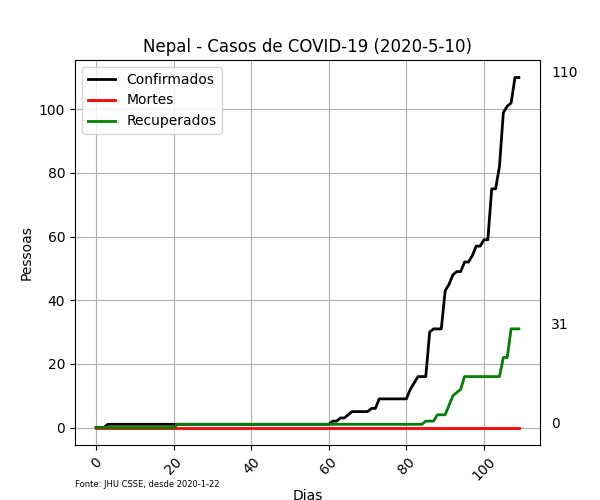 Nepal - Casos de COVID-19 (2020-5-10)
Confirmados
Mortes
Recuperados
110
31
0
Pessoas
100
80
60
40
20
0
0
20
40
60
80
100
Fonte: JHU CSSE, desde 2020-1-22
Dias